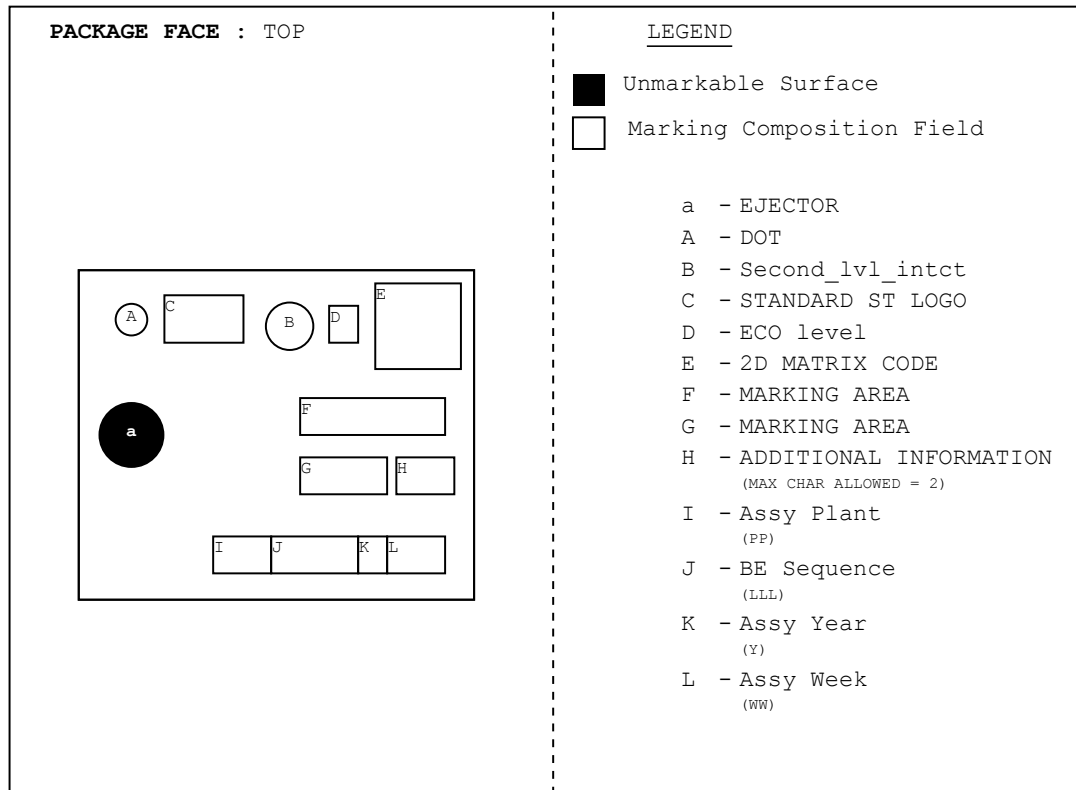 PACKAGE FACE : TOP
LEGEND
Unmarkable Surface
Marking Composition Field
a - EJECTOR
A - DOT
B - Second_lvl_intct
C - STANDARD ST LOGO
D - ECO level
E - 2D MATRIX CODE
F - MARKING AREA
G - MARKING AREA
H - ADDITIONAL INFORMATION
(MAX CHAR ALLOWED = 2)
I - Assy Plant
(PP)
J - BE Sequence
(LLL)
K - Assy Year
(Y)
L - Assy Week
(WW)
A
C
B
D
E
a
F
G
H
I
J
K
L